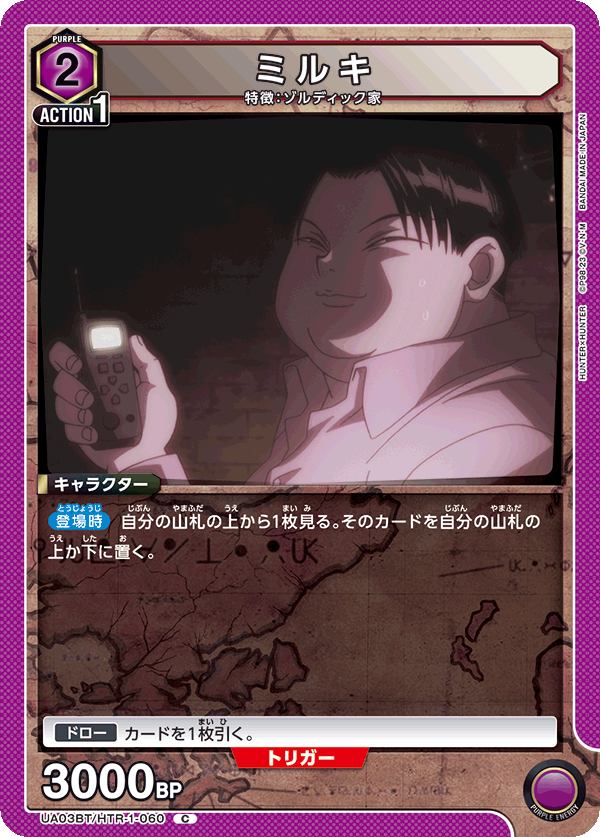 PURPLE
2
ACTION 1
ミルキ
特徴:ゾルディック家
HUNTER×HUNTER ©P98-23 ©V・N・M BANDAI MADE IN JAPAN
キャラクター
登場時 自分の山札の上から1枚見る。そのカードを自分の山札の
上か下に置く。
ドロー カードを1枚引く。
トリガー
3000BP
UA03BT/HTR-1-060 C
PURPLE ENERGY